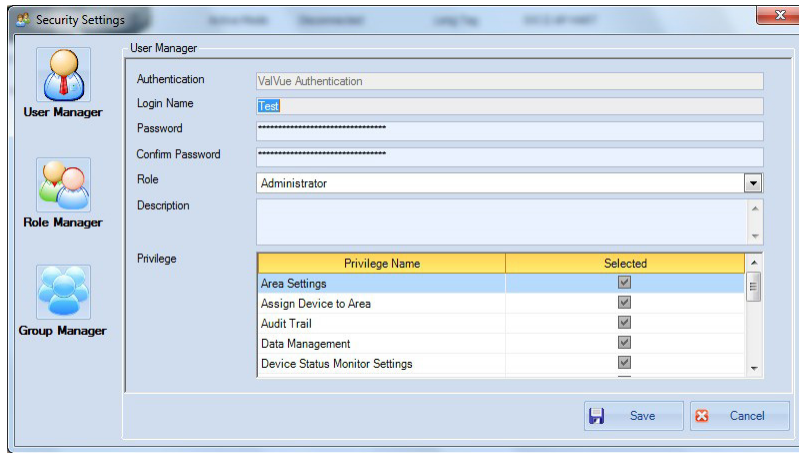 Security Settings
User Manager
Role Manager
Group Manager
User Manager
Authentication
ValVue Authentication
Login Name
Test
Password
********************************
Confirm Password
********************************
Role
Administrator
Description
Privilege
Privilege Name Selected
Area Settings
Assign Device to Area
Audit Trail
Data Management
Device Status Monitor Settings
Save Cancel